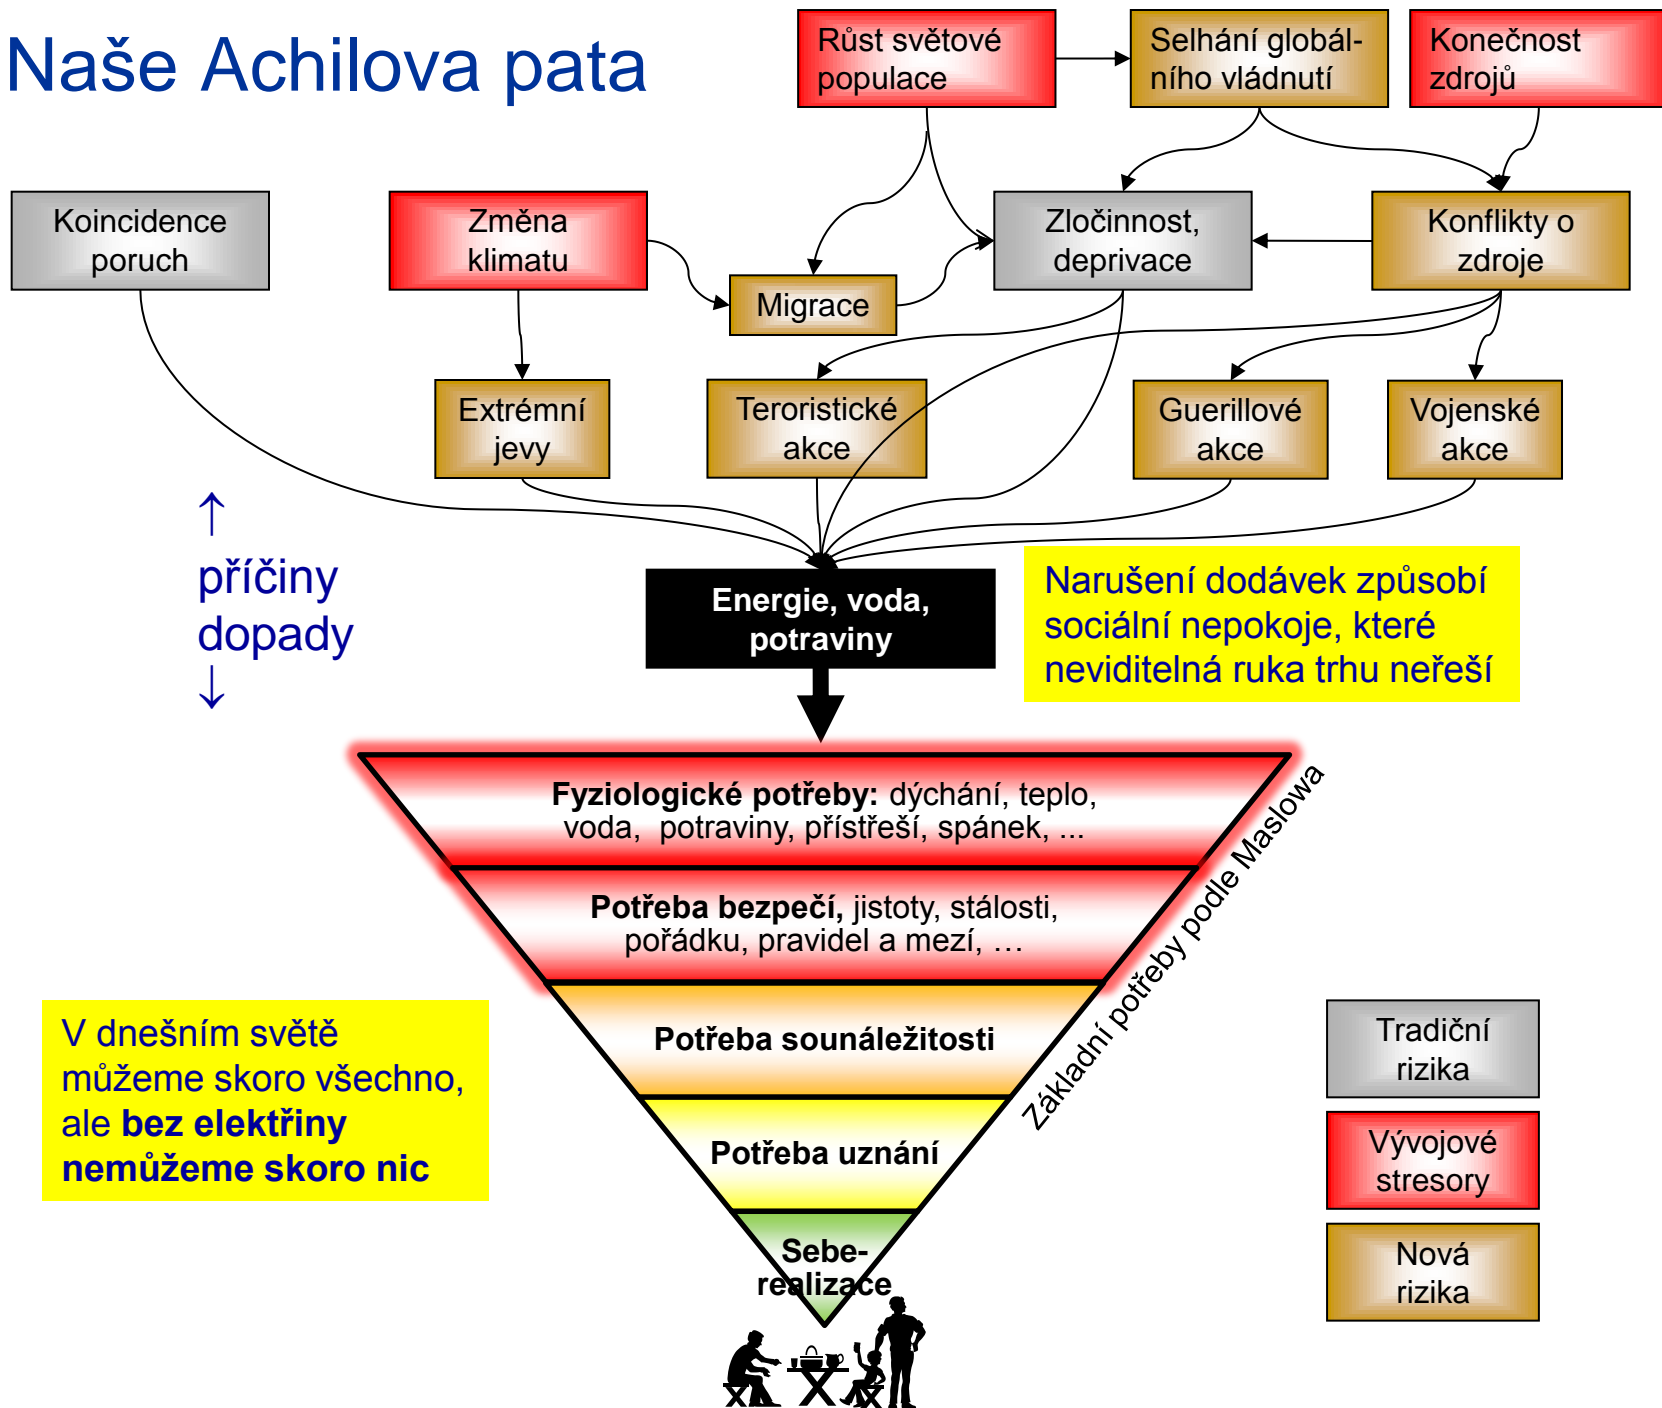 Naše Achilova pata
Růst světové
populace
Selhání globál-
ního vládnutí
Konečnost
zdrojů
Koincidence
poruch
Změna
klimatu
Migrace
Zločinnost,
deprivace
Konflikty o
zdroje
Extrémní
jevy
Teroristické
akce
Guerillové
akce
Vojenské
akce
↑
příčiny
dopady
↓
Energie, voda,
potraviny
Narušení dodávek způsobí
sociální nepokoje, které
neviditelná ruka trhu neřeší
Fyziologické potřeby: dýchání, teplo,
voda, potraviny, přístřeší, spánek, ...
Potřeba bezpečí, jistoty, stálosti,
pořádku, pravidel a mezí, …
Potřeba sounáležitosti
Potřeba uznání
Sebe-
realizace
Základní potřeby podle Maslowa
V dnešním světě
můžeme skoro všechno,
ale bez elektřiny
nemůžeme skoro nic
Tradiční
rizika
Vývojové
stresory
Nová
rizika